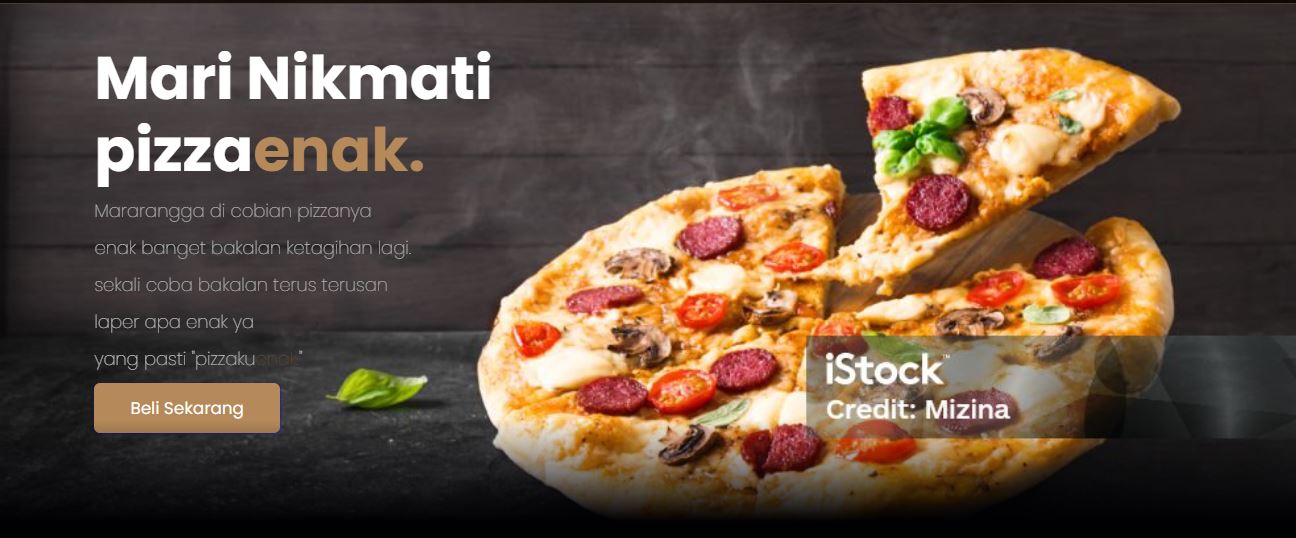 Mari Nikmati
pizzaenak.
Mararangga di cobian pizzanya
enak banget bakalan ketagihan lagi.
sekali coba bakalan terus terusan
laper apa enak ya
yang pasti "pizzakuenak"
Beli Sekarang
iStock™
Credit: Mizina